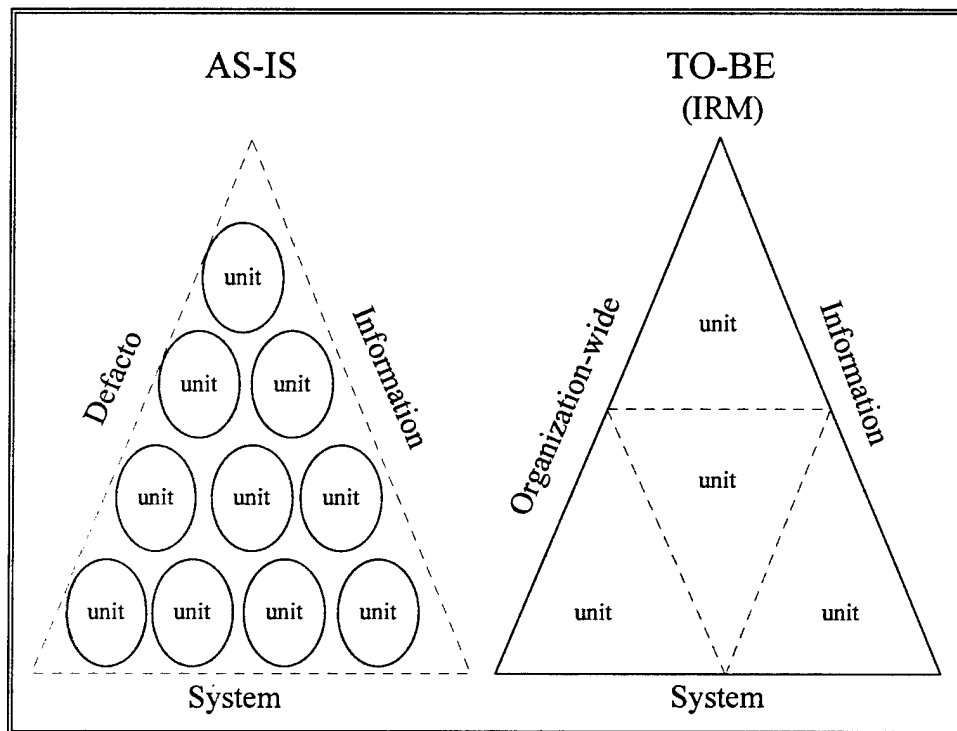 AS-IS
unit
unit unit
unit unit unit
unit unit unit unit
Defacto
Information
System
TO-BE
(IRM)
unit
unit
unit unit
Organization-wide
Information
System